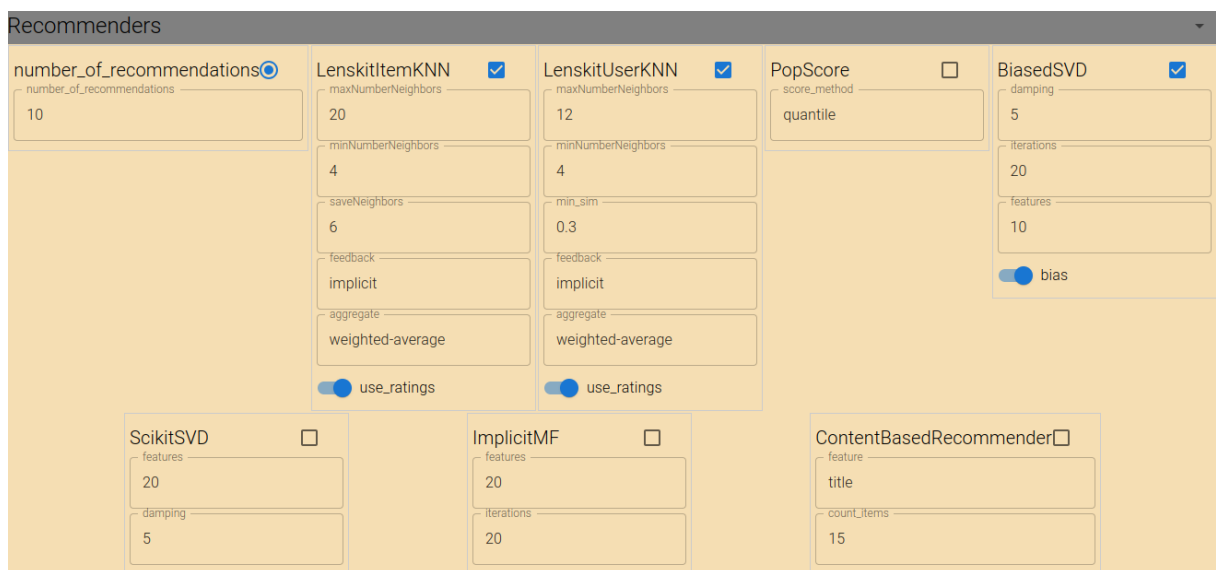 Recommenders
number_of_recommendations
number_of_recommendations
10
LenskitItemKNN
maxNumberNeighbors
20
minNumberNeighbors
4
saveNeighbors
6
feedback
implicit
aggregate
weighted-average
use_ratings
LenskitUserKNN
maxNumberNeighbors
12
minNumberNeighbors
4
min_sim
0.3
feedback
implicit
aggregate
weighted-average
use_ratings
PopScore
score_method
quantile
BiasedSVD
damping
5
iterations
20
features
10
bias
ScikitSVD
features
20
damping
5
ImplicitMF
features
20
iterations
20
ContentBasedRecommender
feature
title
count_items
15